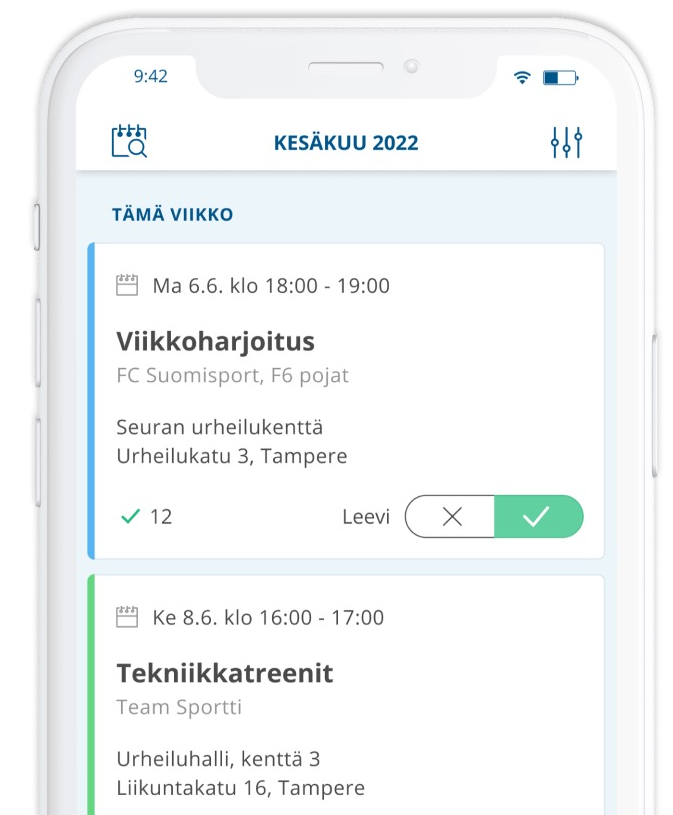 9:42
KESÄKUU 2022
TÄMÄ VIIKKO
Ma 6.6. klo 18:00 - 19:00
Viikkoharjoitus
FC Suomisport, F6 pojat
Seuran urheilukenttä
Urheilukatu 3, Tampere
12 Leevi
Ke 8.6. klo 16:00 - 17:00
Tekniikkatreenit
Team Sportti
Urheiluhalli, kenttä 3
Liikuntakatu 16, Tampere